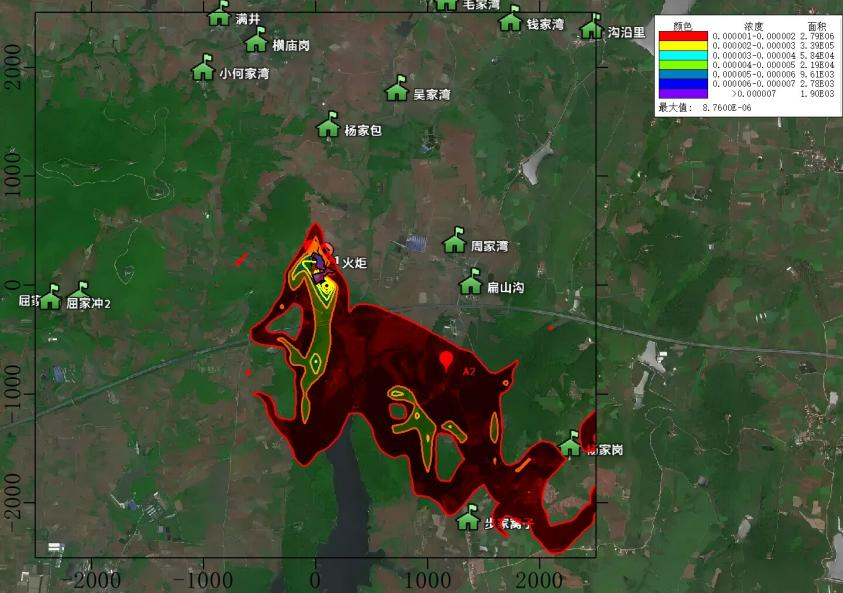 毛家湾
满井
钱家湾
沟沿里
横庙岗
小何家湾
吴家湾
杨家包
颜色 浓度 面积
0.000001-0.000002 2.79E06
0.000002-0.000003 3.39E05
0.000003-0.000004 5.84E04
0.000004-0.000005 2.19E04
0.000005-0.000006 9.61E03
0.000006-0.000007 2.78E03
>0.000007 1.90E03
最大值: 8.7600E-06
周家湾
火炬
扁山沟
屈家冲2
A2
杨家岗
步家窝子
2000
1000
0
-1000
-2000
-2000 -1000 0 1000 2000